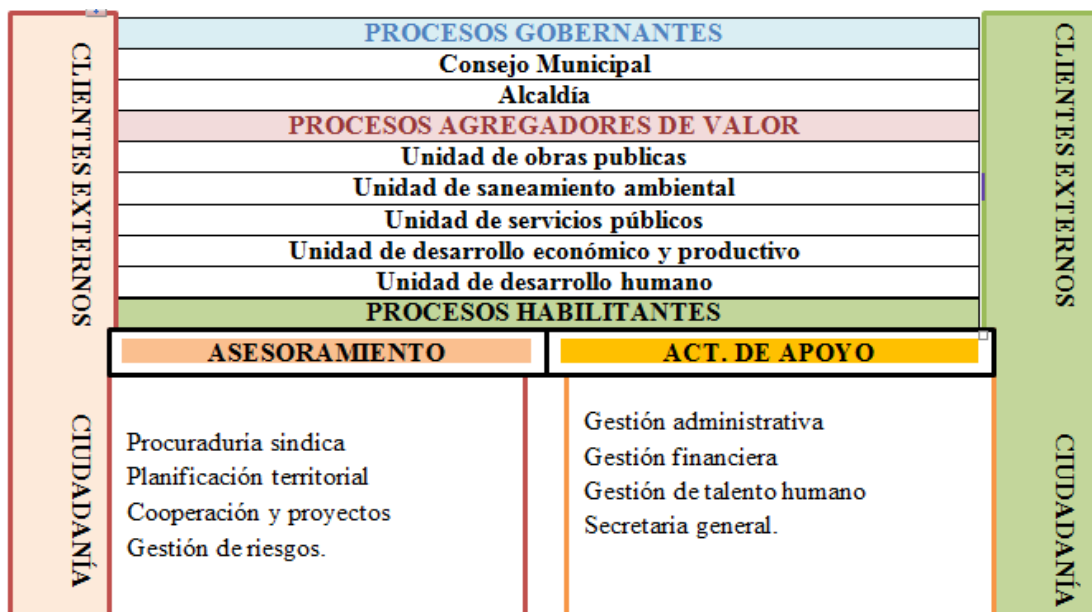 CLIENTES EXTERNOS
CIUDADANÍA
PROCESOS GOBERNANTES
Consejo Municipal
Alcaldía
PROCESOS AGREGADORES DE VALOR
Unidad de obras publicas
Unidad de saneamiento ambiental
Unidad de servicios públicos
Unidad de desarrollo económico y productivo
Unidad de desarrollo humano
PROCESOS HABILITANTES
ASESORAMIENTO
Procuraduría sindica
Planificación territorial
Cooperación y proyectos
Gestión de riesgos.
ACT. DE APOYO
Gestión administrativa
Gestión financiera
Gestión de talento humano
Secretaria general.
CLIENTES EXTERNOS
CIUDADANÍA